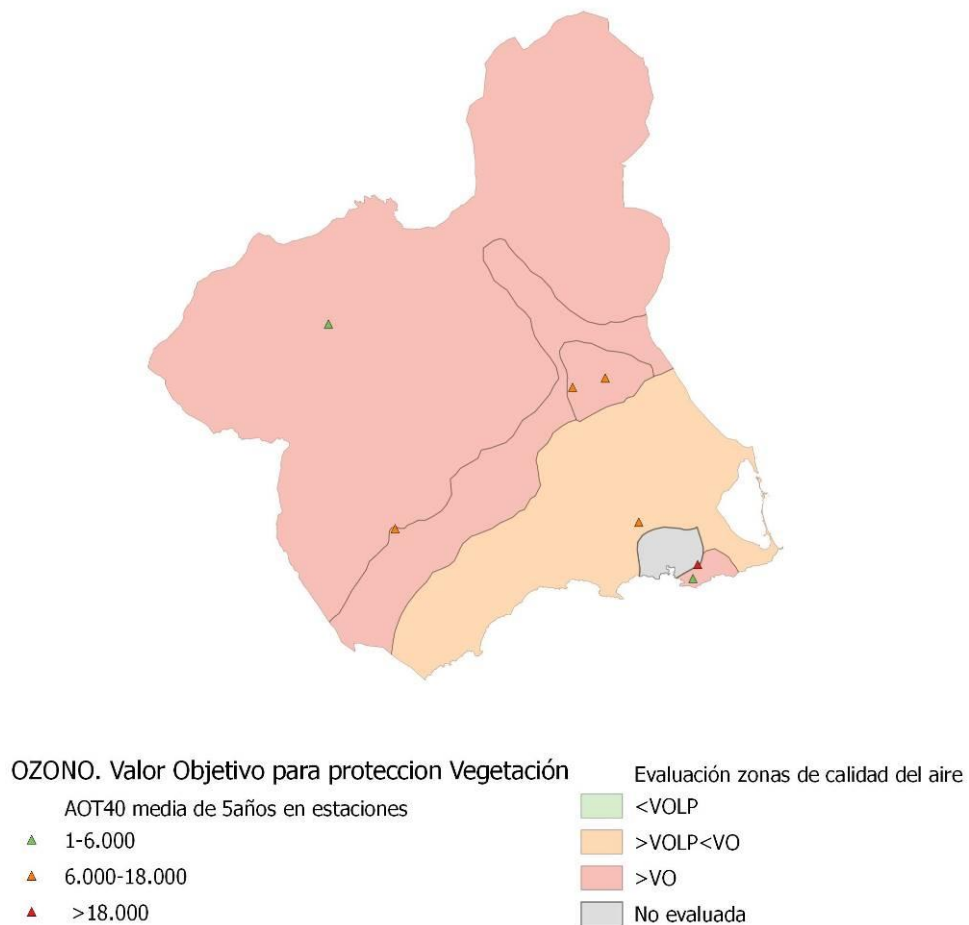 OZONO. Valor Objetivo para proteccion Vegetación
AOT40 media de 5años en estaciones
1-6.000
6.000-18.000
>18.000
Evaluación zonas de calidad del aire
<VOLP
>VOLP<VO
>VO
No evaluada